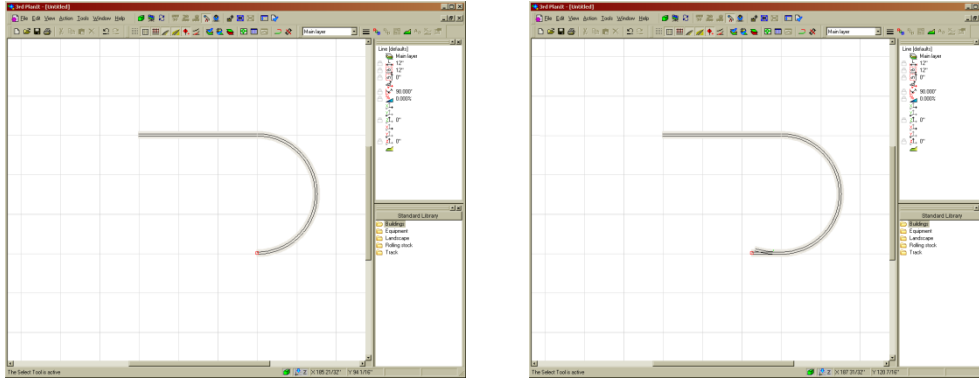 3rd PlanIt - [Untitled]
File Edit View Action Tools Window Help
Main layer
Line (defaults)
Main layer
12"
12"
0"
90.000°
0.000%
0"
0"
Standard Library
Buildings
Equipment
Landscape
Rolling stock
Track
The Select Tool is active
3rd PlanIt - [Untitled]
File Edit View Action Tools Window Help
Main layer
Line (defaults)
Main layer
12"
12"
0"
90.000°
0.000%
0"
0"
Standard Library
Buildings
Equipment
Landscape
Rolling stock
Track
The Select Tool is active